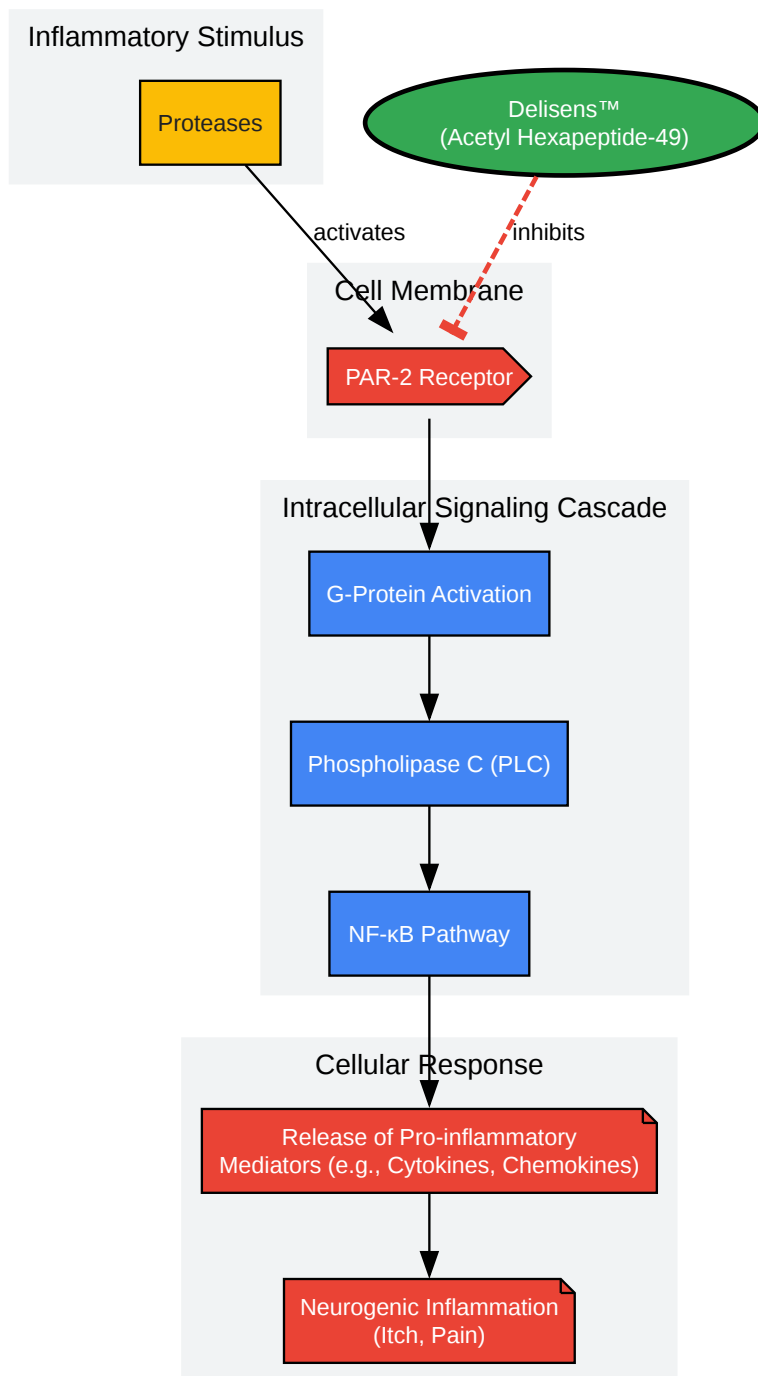 Inflammatory Stimulus
Proteases
Delisens™
(Acetyl Hexapeptide-49)
activates
inhibits
Cell Membrane
PAR-2 Receptor
Intracellular Signaling Cascade
G-Protein Activation
Phospholipase C (PLC)
NF-κB Pathway
Cellular Response
Release of Pro-inflammatory
Mediators (e.g., Cytokines, Chemokines)
Neurogenic Inflammation
(Itch, Pain)